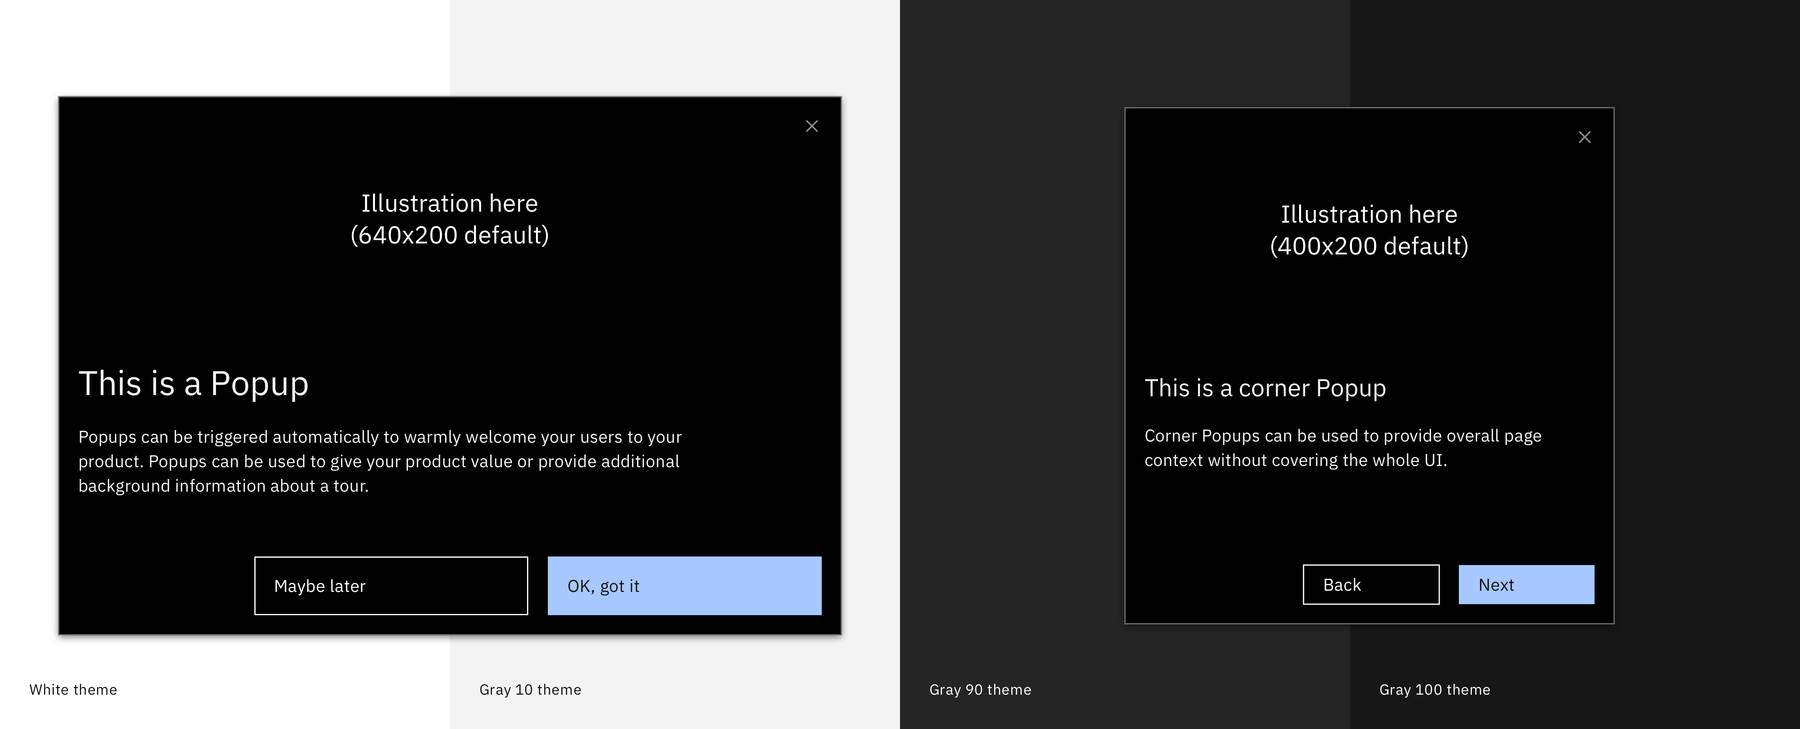 Illustration here
(640x200 default)
This is a Popup
Popups can be triggered automatically to warmly welcome your users to your
product. Popups can be used to give your product value or provide additional
background information about a tour.
Maybe later
OK, got it
White theme
Gray 10 theme
Illustration here
(400x200 default)
This is a corner Popup
Corner Popups can be used to provide overall page
context without covering the whole UI.
Back
Next
Gray 90 theme
Gray 100 theme